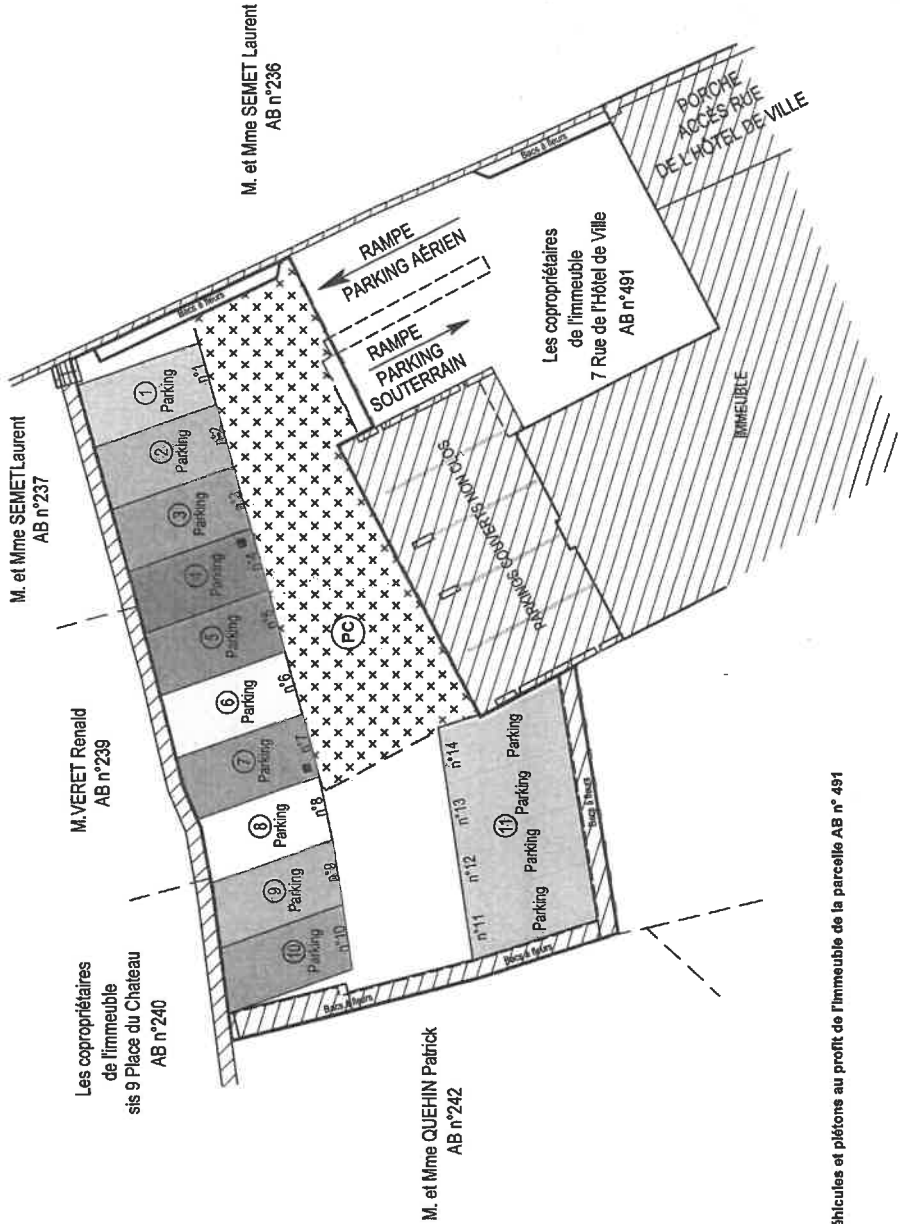 M. et Mme SEMET Laurent
AB n°236
M. et Mme SEMETLaurent
AB n°237
M.VERET Renald
AB n°239
Les copropriétaires
de l'immeuble
sis 9 Place du Chateau
AB n°240
M. et Mme QUEHIN Patrick
AB n°242
Bacs à fleurs
1
Parking
n°1
2
Parking
n°2
3
Parking
n°3
4
Parking
n°4
5
Parking
n°5
6
Parking
n°6
7
Parking
n°7
8
Parking
n°8
9
Parking
n°9
10
Parking
n°10
PC
RAMPE
PARKING AÉRIEN
RAMPE
PARKING
SOUTERRAIN
Bacs à fleurs
PORCHE
ACCÈS RUE
DE L'HÔTEL DE VILLE
Les copropriétaires
de l'immeuble
7 Rue de l'Hôtel de Ville
AB n°491
IMMEUBLE
PARKINGS COUVERTS NON CLOS
n°11
n°12
n°13
n°14
11
Parking
Parking
Parking
Parking
Bacs à fleurs
Bacs à fleurs
Bacs à fleurs
éhicules et piétons au profit de l'immeuble de la parcelle AB n° 491